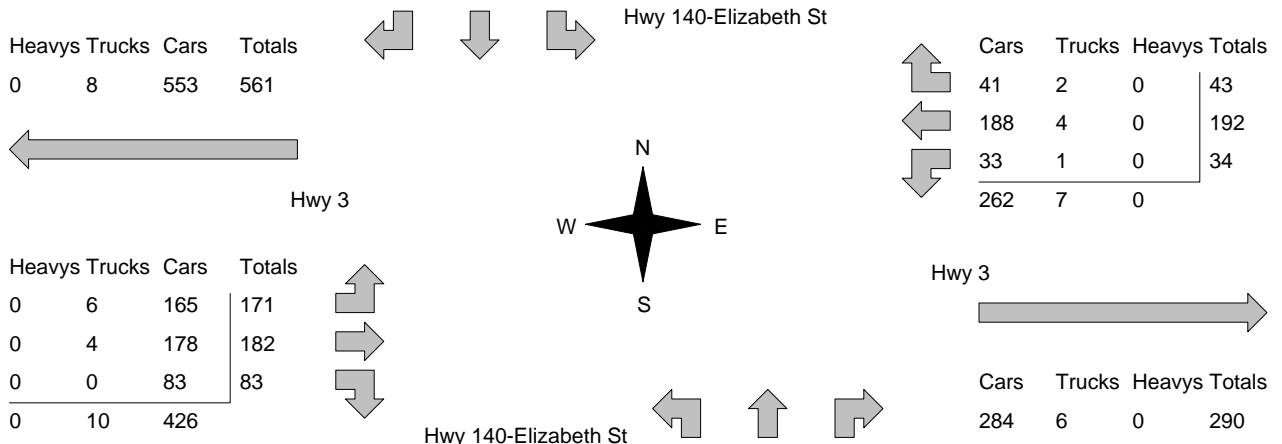 Hwy 140-Elizabeth St
Heavys Trucks Cars Totals
0 8 553 561
Cars Trucks Heavys Totals
41 2 0 43
188 4 0 192
33 1 0 34
262 7 0
Hwy 3
N
W E
S
Heavys Trucks Cars Totals
0 6 165 171
0 4 178 182
0 0 83 83
0 10 426
Hwy 3
Cars Trucks Heavys Totals
284 6 0 290
Hwy 140-Elizabeth St